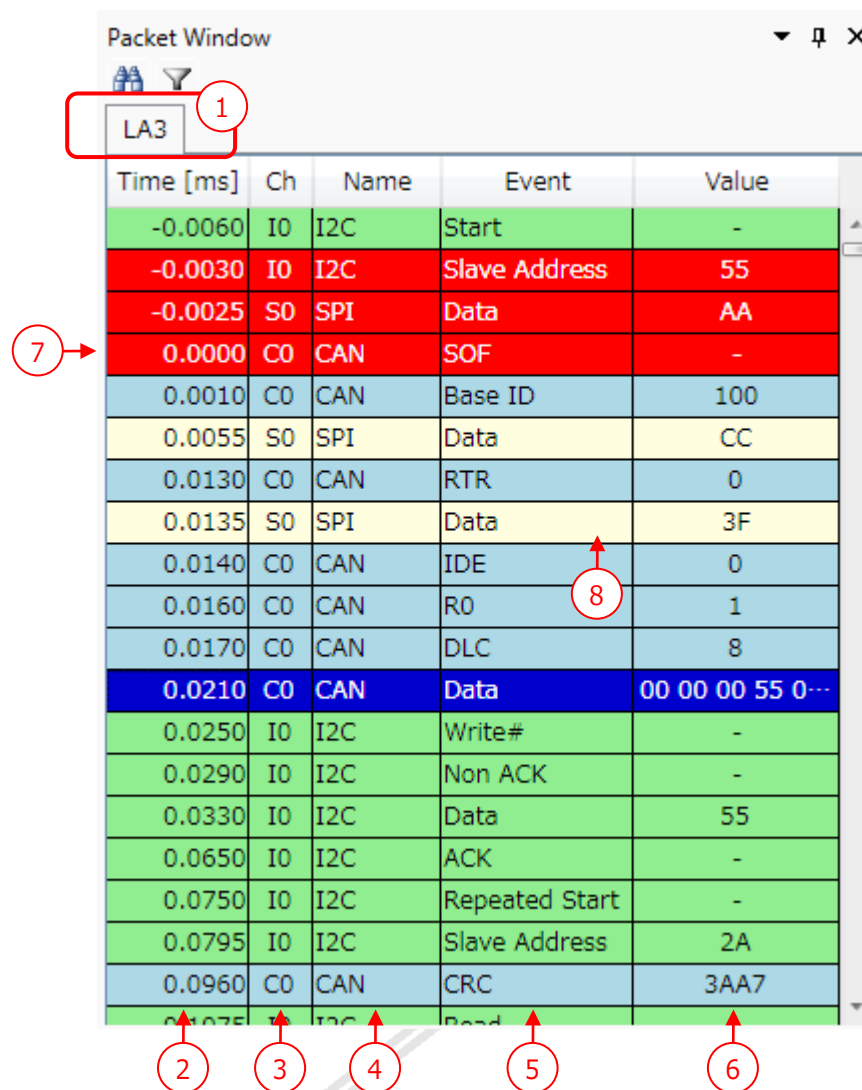 Packet Window
1
LA3
Time [ms] Ch Name Event Value
-0.0060 I0 I2C Start -
-0.0030 I0 I2C Slave Address 55
-0.0025 S0 SPI Data AA
7
0.0000 C0 CAN SOF -
0.0010 C0 CAN Base ID 100
0.0055 S0 SPI Data CC
0.0130 C0 CAN RTR 0
0.0135 S0 SPI Data 3F
0.0140 C0 CAN IDE 0
8
0.0160 C0 CAN R0 1
0.0170 C0 CAN DLC 8
0.0210 C0 CAN Data 00 00 00 55 0···
0.0250 I0 I2C Write# -
0.0290 I0 I2C Non ACK -
0.0330 I0 I2C Data 55
0.0650 I0 I2C ACK -
0.0750 I0 I2C Repeated Start -
0.0795 I0 I2C Slave Address 2A
0.0960 C0 CAN CRC 3AA7
I2C Read
2 3 4 5 6